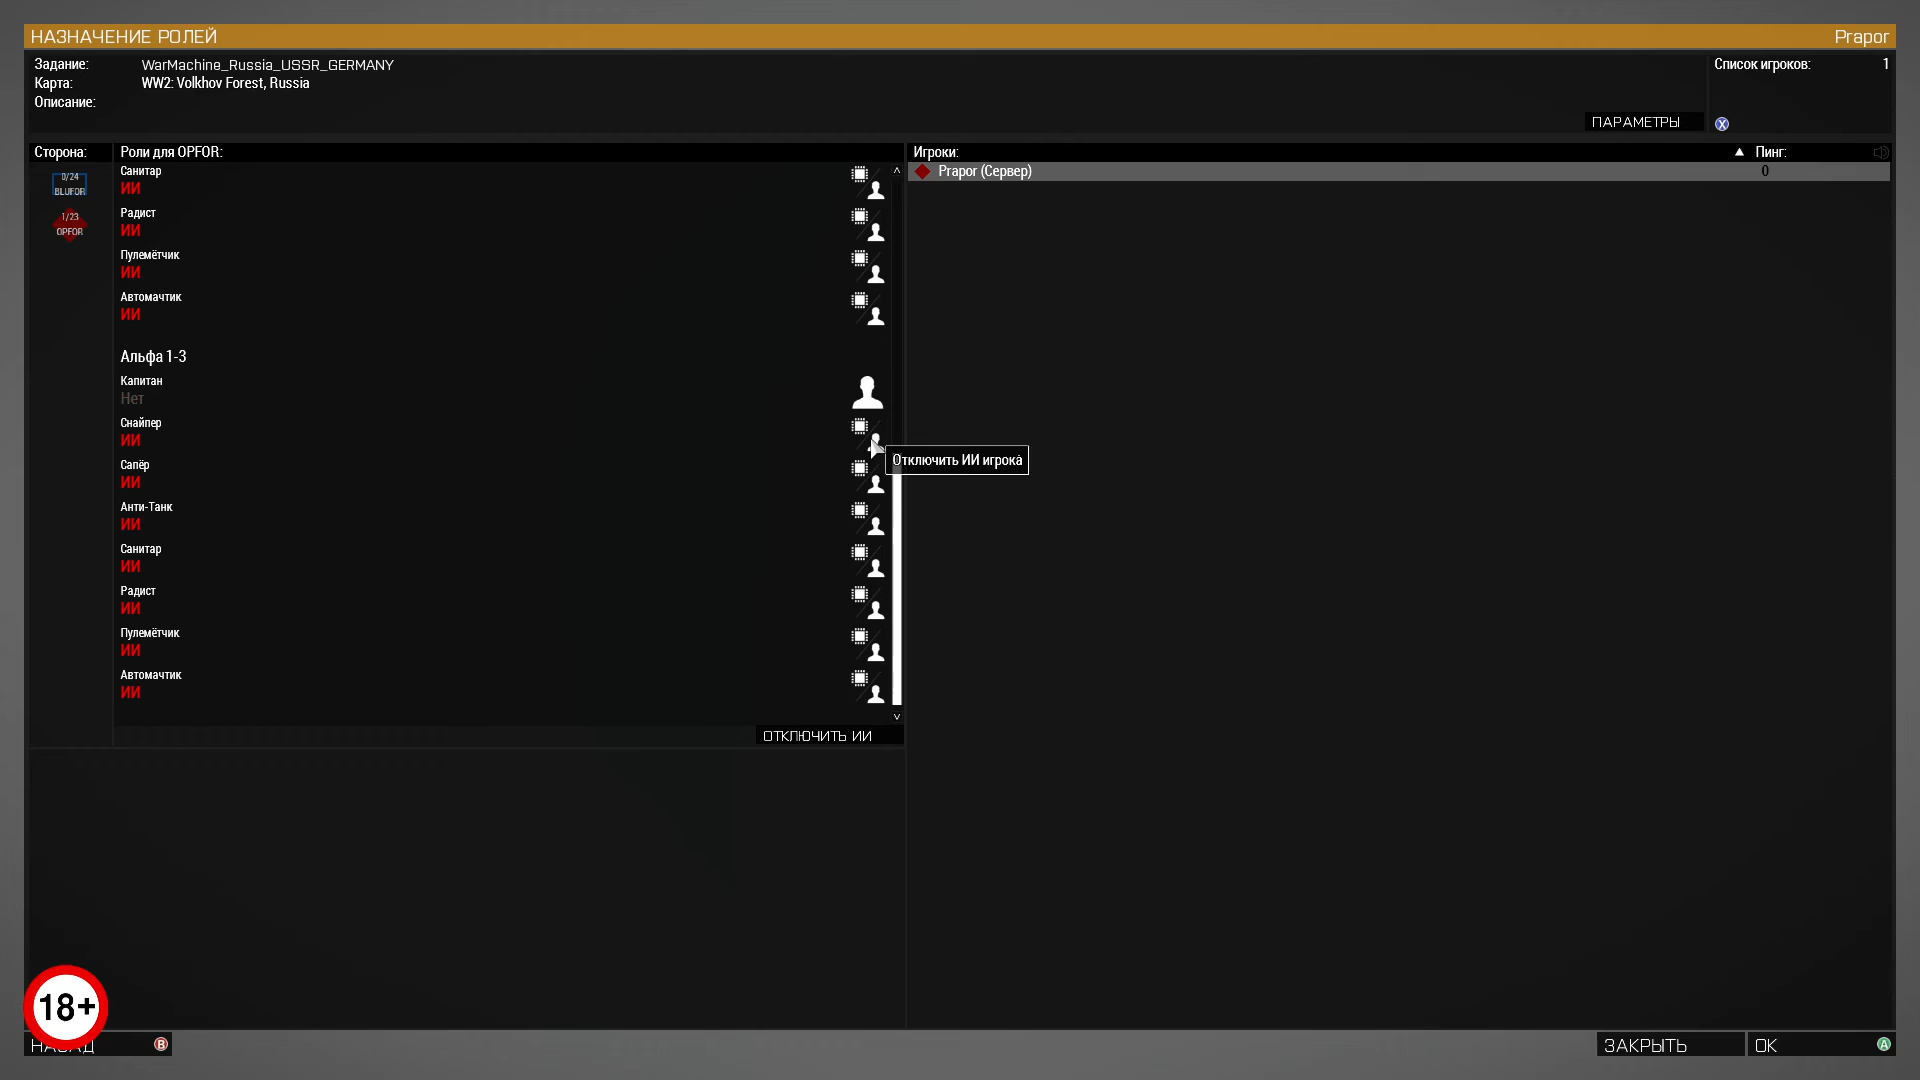 НАЗНАЧЕНИЕ РОЛЕЙ
Prapor
Задание: WarMachine_Russia_USSR_GERMANY
Карта: WW2: Volkhov Forest, Russia
Описание:
Список игроков: 1
ПАРАМЕТРЫ
X
Сторона:
0/24
BLUFOR
1/23
OPFOR
Роли для OPFOR:
Санитар
ИИ
Радист
ИИ
Пулемётчик
ИИ
Автомачтик
ИИ
Альфа 1-3
Капитан
Нет
Снайпер
ИИ
Отключить ИИ игрока
Сапёр
ИИ
Анти-Танк
ИИ
Санитар
ИИ
Радист
ИИ
Пулемётчик
ИИ
Автомачтик
ИИ
ОТКЛЮЧИТЬ ИИ
Игроки:
Пинг:
Prapor (Сервер) 0
18+
НАЗАД B
ЗАКРЫТЬ
OK A